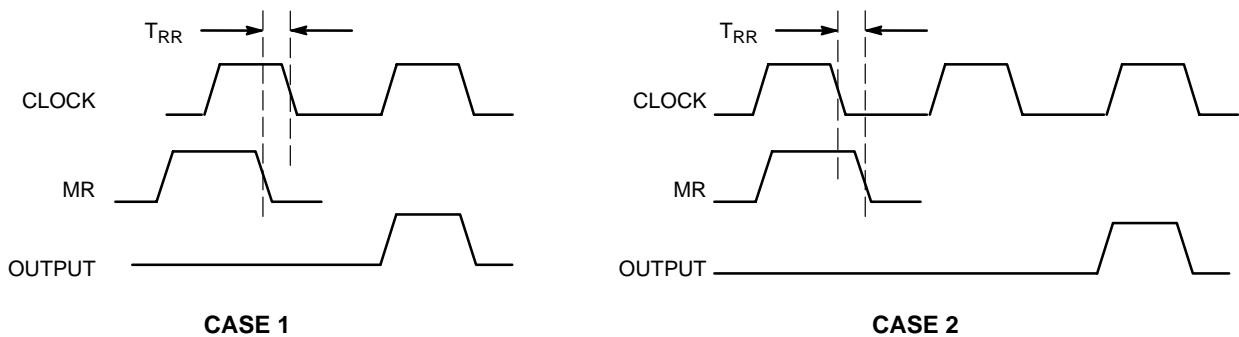 T_RR
CLOCK
MR
OUTPUT
CASE 1
T_RR
CLOCK
MR
OUTPUT
CASE 2